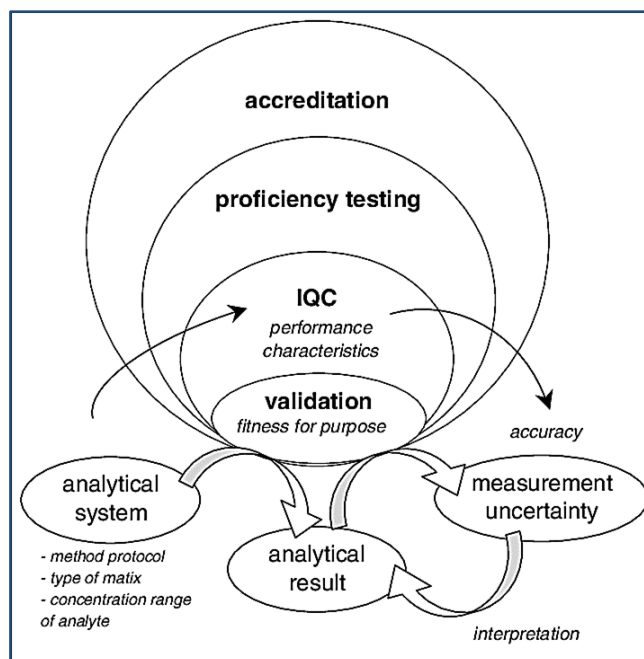 accreditation
proficiency testing
IQC
performance
characteristics
validation
fitness for purpose
accuracy
analytical
system
measurement
uncertainty
- method protocol
- type of matix
- concentration range
of analyte
analytical
result
interpretation